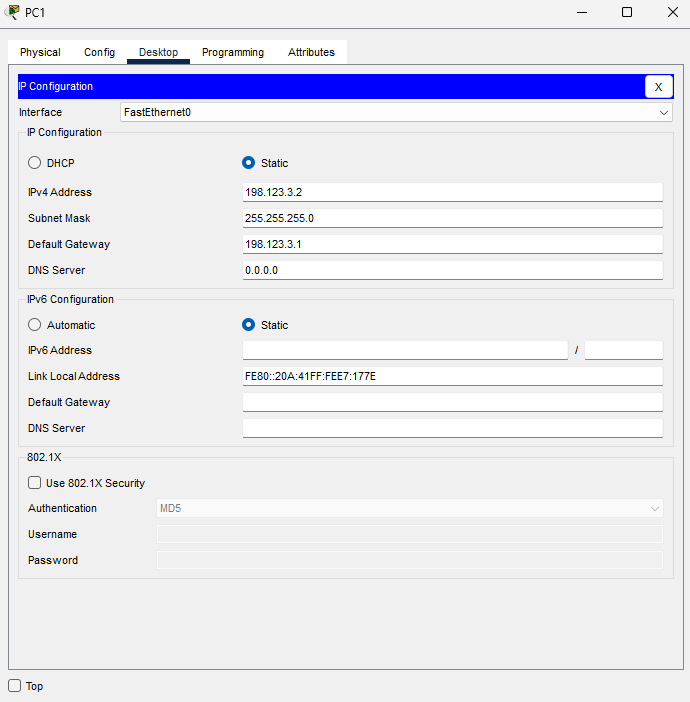 PC1
Physical Config Desktop Programming Attributes
IP Configuration X
Interface FastEthernet0
IP Configuration
DHCP Static
IPv4 Address 198.123.3.2
Subnet Mask 255.255.255.0
Default Gateway 198.123.3.1
DNS Server 0.0.0.0
IPv6 Configuration
Automatic Static
IPv6 Address /
Link Local Address FE80::20A:41FF:FEE7:177E
Default Gateway
DNS Server
802.1X
Use 802.1X Security
Authentication MD5
Username
Password
Top